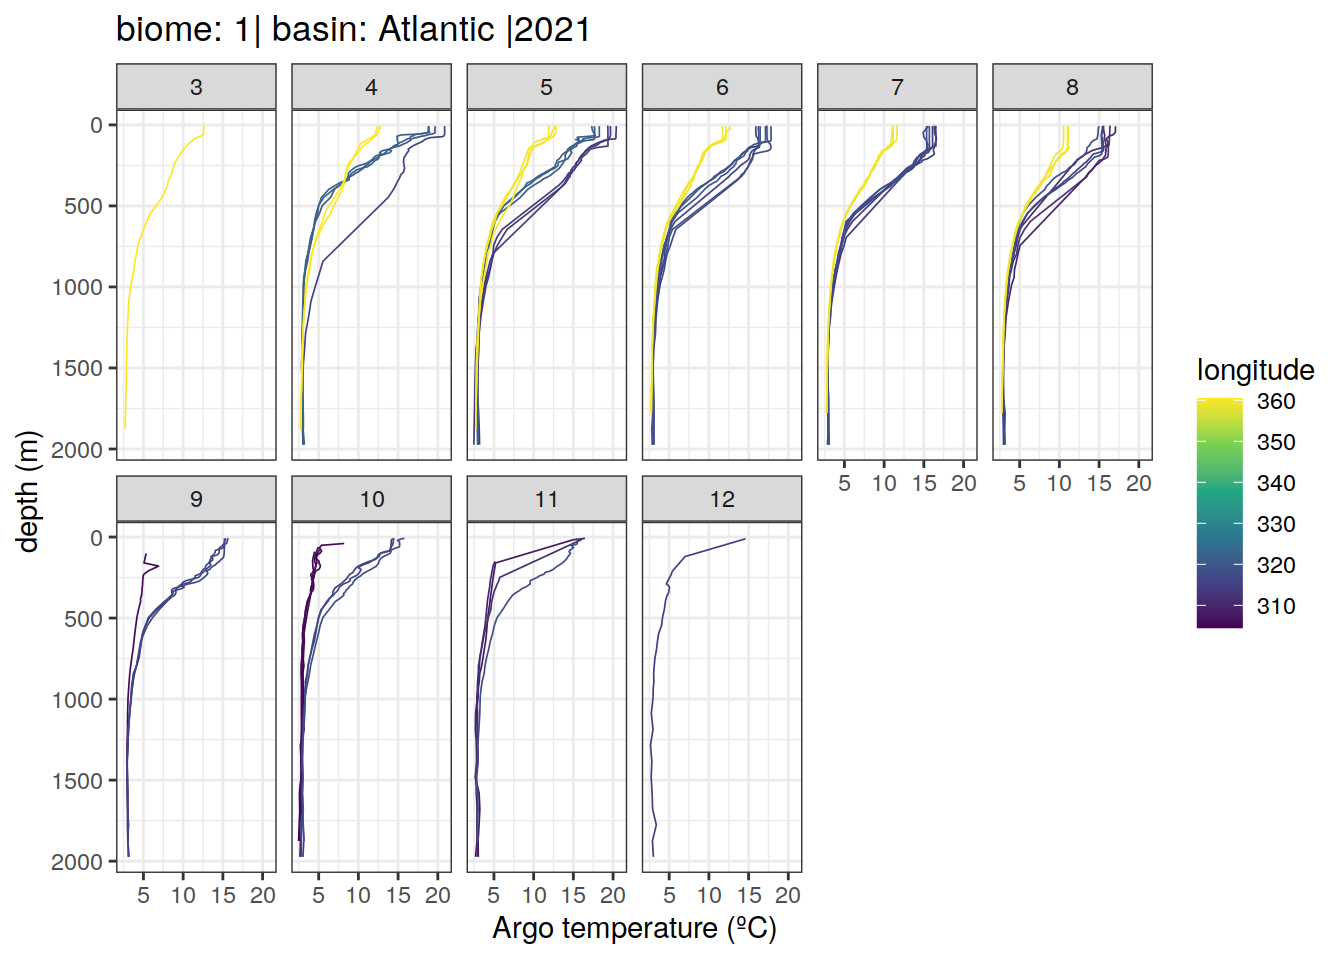 biome: 1| basin: Atlantic |2021
3 4 5 6 7 8
0
500
1000
1500
2000
5 10 15 20 5 10 15 20
9 10 11 12
0
500
1000
1500
2000
5 10 15 20 5 10 15 20 5 10 15 20 5 10 15 20
depth (m)
Argo temperature (ºC)
longitude
360
350
340
330
320
310